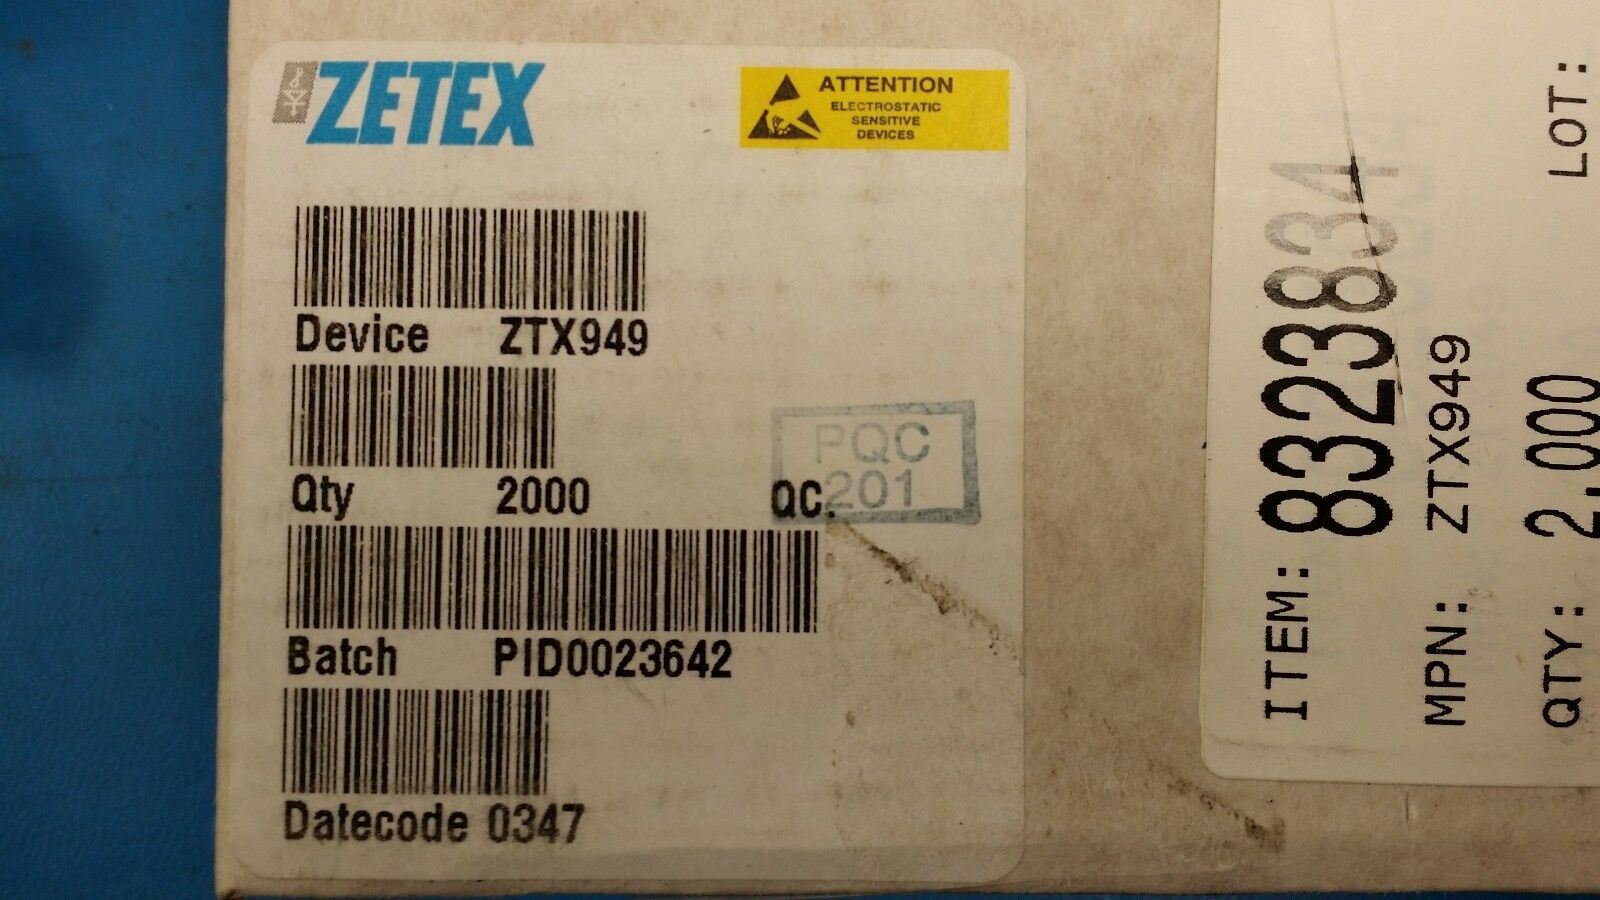 ZETEX
ATTENTION
ELECTROSTATIC
SENSITIVE
DEVICES
Device ZTX949
Qty 2000 QC.
PQC
201
Batch PID0023642
Datecode 0347
ITEM: 8323834
MPN: ZTX949
QTY: 2,000 LOT: